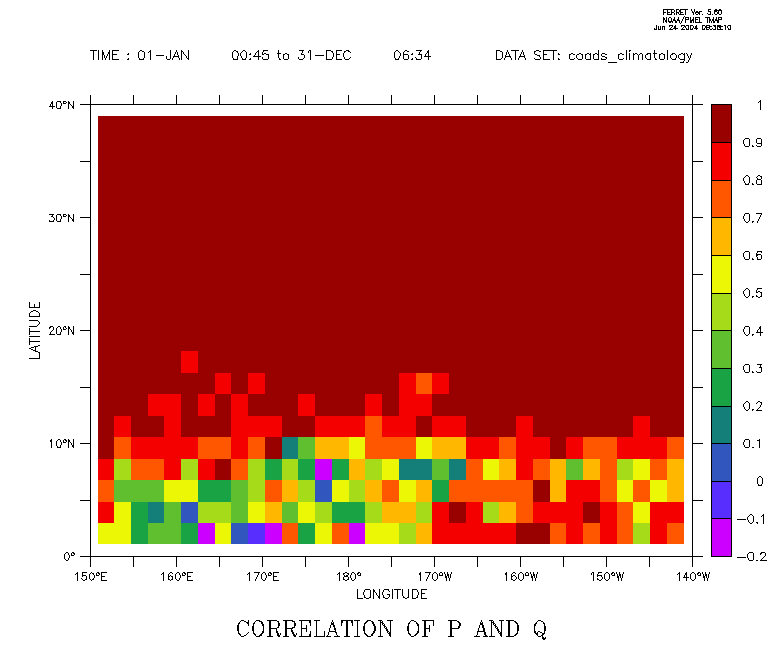 FERRET Ver. 5.60
NOAA/PMEL TMAP
Jun 24 2004 09:38:10
TIME : 01-JAN 00:45 to 31-DEC 06:34 DATA SET: coads_climatology
40°N
30°N
20°N
10°N
0°
LATITUDE
150°E 160°E 170°E 180° 170°W 160°W 150°W 140°W
LONGITUDE
1
0.9
0.8
0.7
0.6
0.5
0.4
0.3
0.2
0.1
0
-0.1
-0.2
CORRELATION OF P AND Q